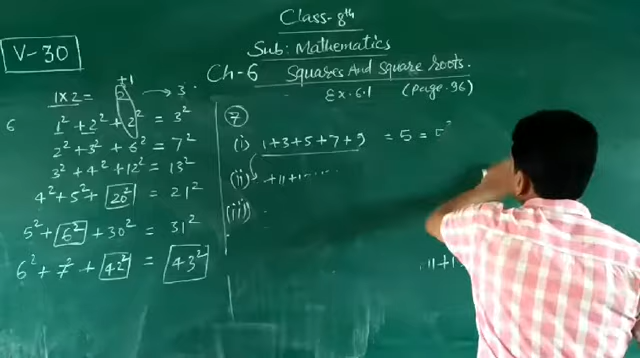 Class-8th
V-30
Sub: Mathematics
Ch-6 Squares And Square roots.
Ex. 6.1 (Page. 96)
+1
1x2= 2 → 3
6
1² + 2² + 2² = 3²
2² + 3² + 6² = 7²
3² + 4² + 12² = 13²
4² + 5² + 20² = 21²
5² + 6² + 30² = 31²
6² + 7² + 42² = 43²
7
(i) 1+3+5+7+9 = 5 = 5²
(ii) +11+1.....
(iii)
11+1